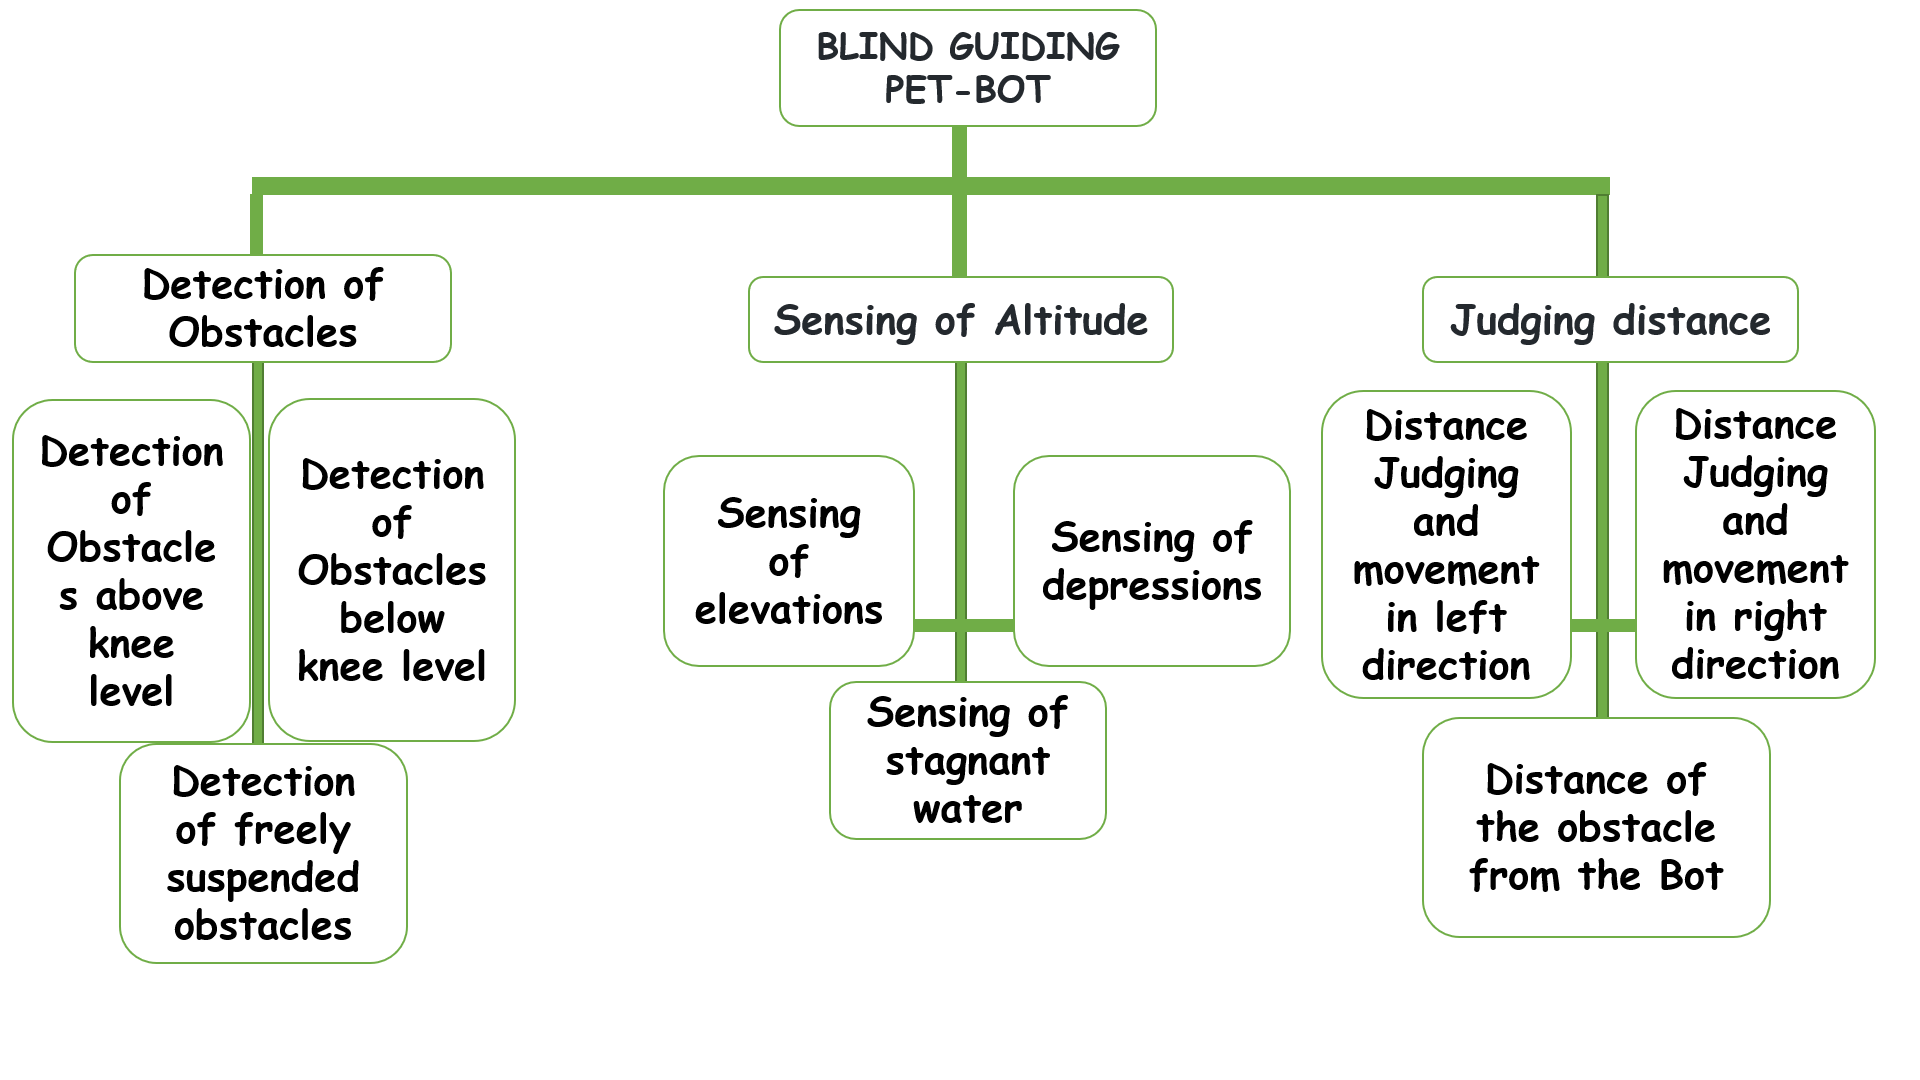 BLIND GUIDING
PET-BOT
Detection of
Obstacles
Sensing of Altitude
Judging distance
Detection
of
Obstacle
s above
knee
level
Detection
of
Obstacles
below
knee level
Detection
of freely
suspended
obstacles
Sensing
of
elevations
Sensing of
depressions
Sensing of
stagnant
water
Distance
Judging
and
movement
in left
direction
Distance
Judging
and
movement
in right
direction
Distance of
the obstacle
from the Bot